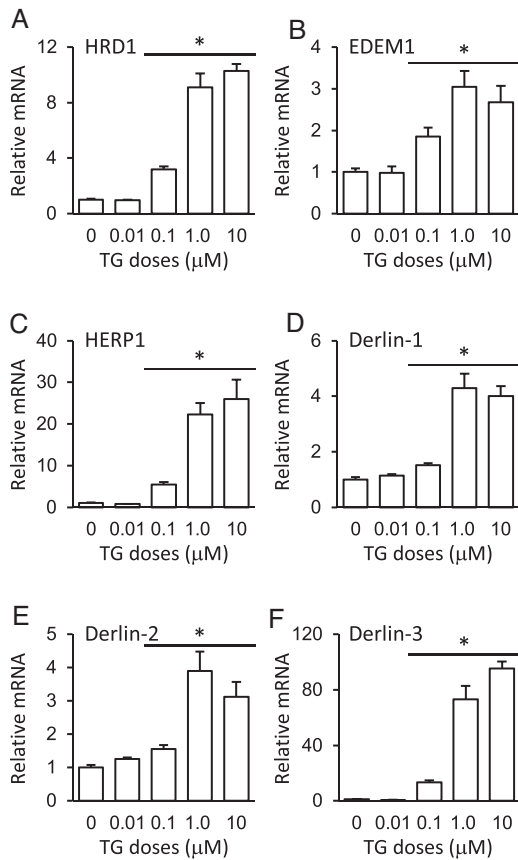 A
HRD1
*
Relative mRNA
12
8
4
0
0 0.01 0.1 1.0 10
TG doses (µM)
B
EDEM1
*
Relative mRNA
4
3
2
1
0
0 0.01 0.1 1.0 10
TG doses (µM)
C
HERP1
*
Relative mRNA
40
30
20
10
0
0 0.01 0.1 1.0 10
TG doses (µM)
D
Derlin-1
*
Relative mRNA
6
4
2
0
0 0.01 0.1 1.0 10
TG doses (µM)
E
Derlin-2
*
Relative mRNA
5
4
3
2
1
0
0 0.01 0.1 1.0 10
TG doses (µM)
F
Derlin-3
*
Relative mRNA
120
80
40
0
0 0.01 0.1 1.0 10
TG doses (µM)